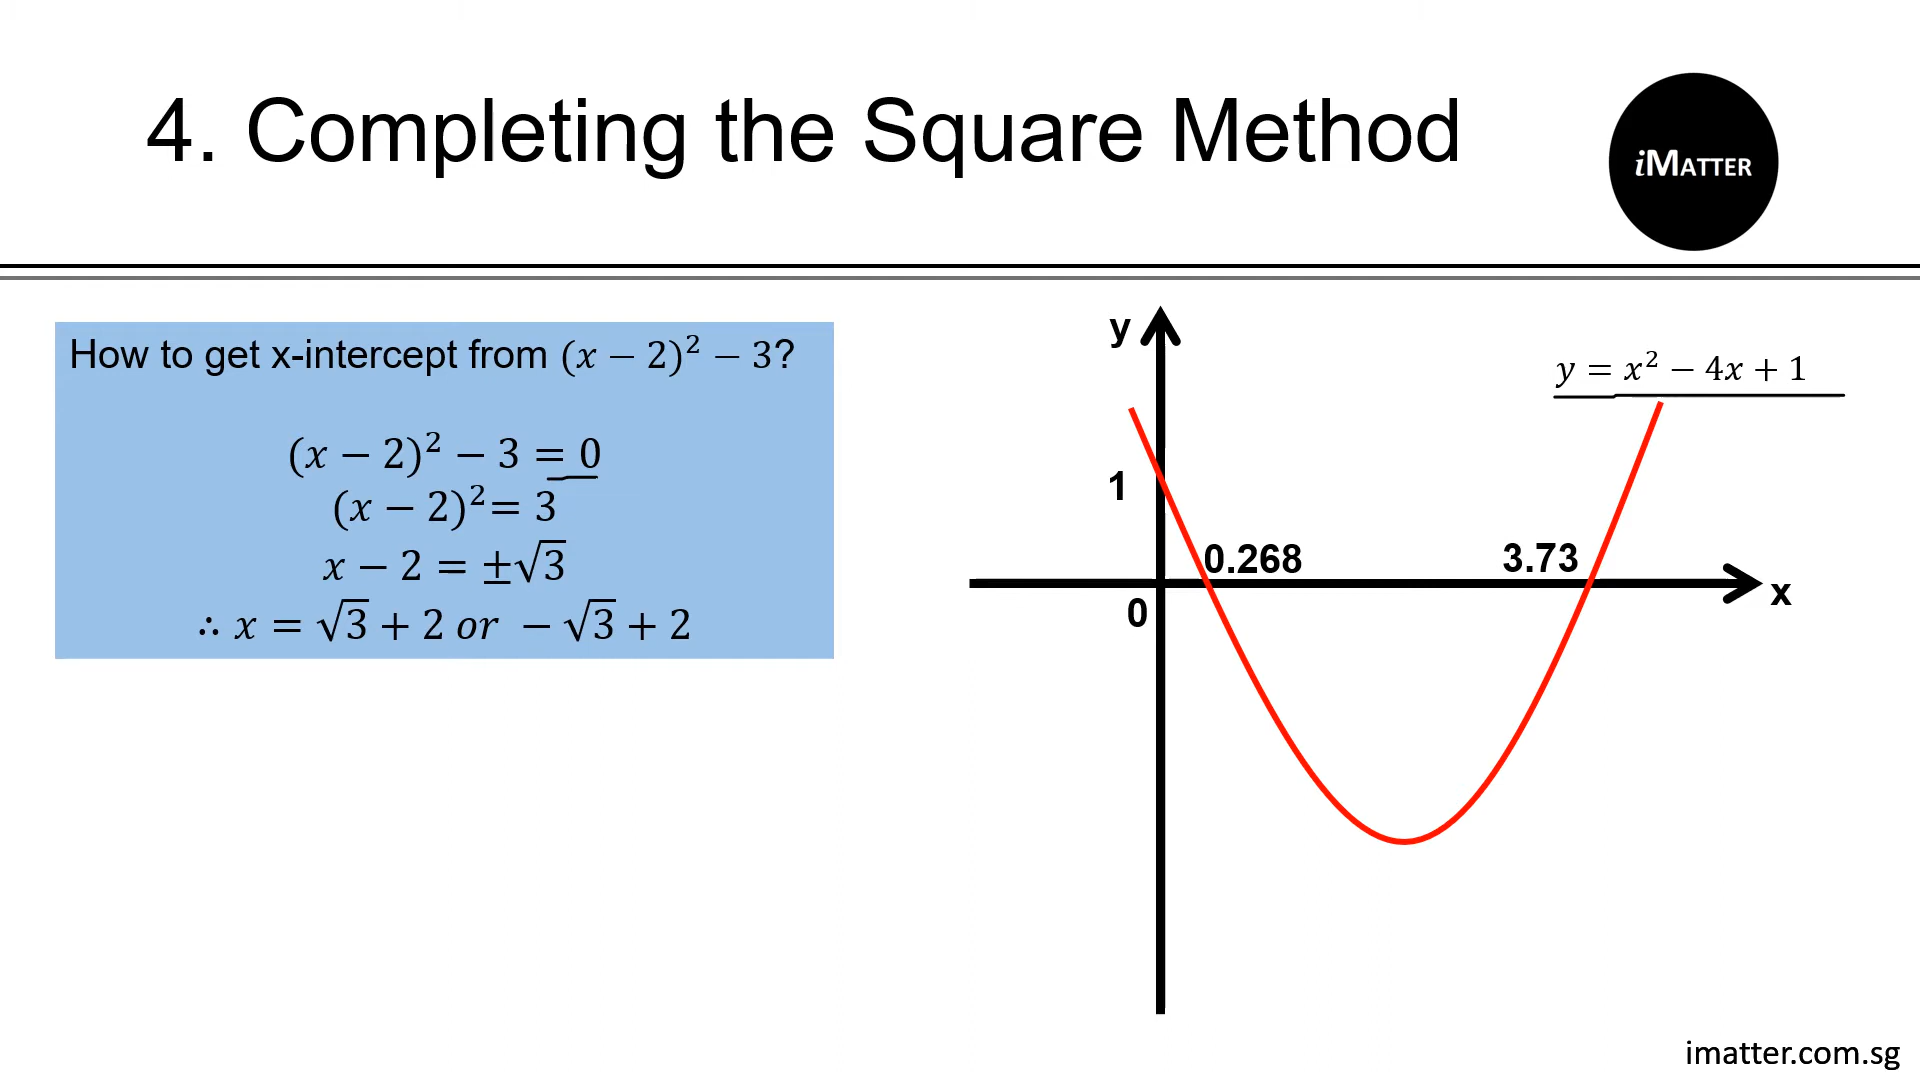 4. Completing the Square Method
iMATTER
How to get x-intercept from (x − 2)² − 3?
(x − 2)² − 3 = 0
(x − 2)²= 3
x − 2 = ±√3
∴ x = √3 + 2 or − √3 + 2
y
y = x² − 4x + 1
1
0.268
3.73
x
0
imatter.com.sg